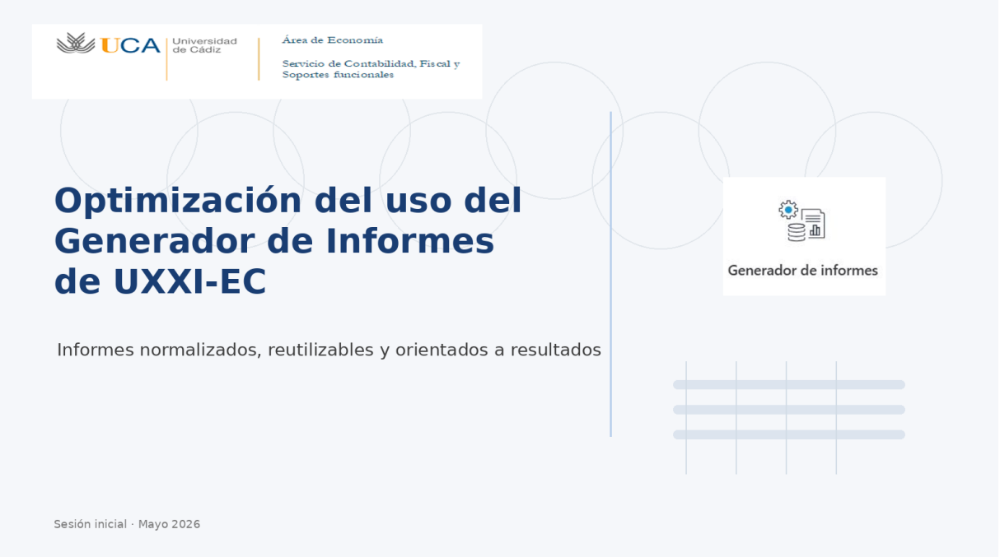 UCA
Universidad
de Cádiz
Área de Economía
Servicio de Contabilidad, Fiscal y
Soportes funcionales
Optimización del uso del
Generador de Informes
de UXXI-EC
Generador de informes
Informes normalizados, reutilizables y orientados a resultados
Sesión inicial · Mayo 2026